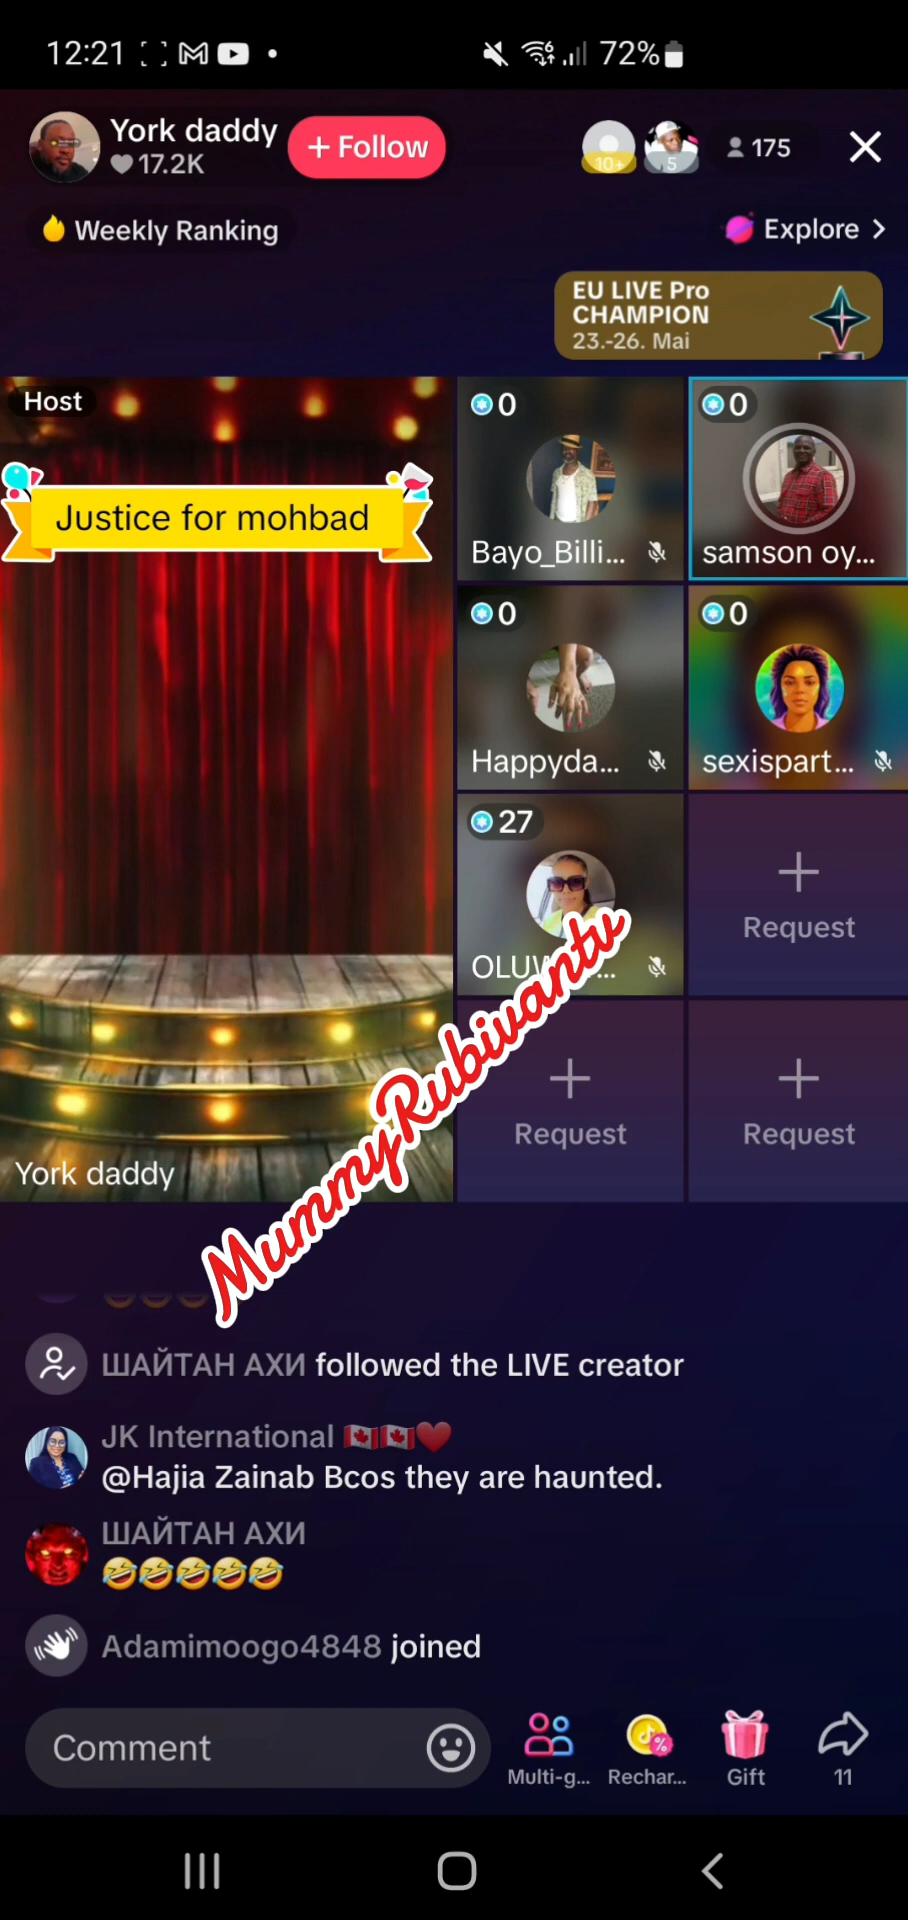 12:21
72%
York daddy
17.2K
+ Follow
10+
5
175
Weekly Ranking
Explore >
EU LIVE Pro
CHAMPION
23.-26. Mai
Host
Justice for mohbad
York daddy
0
Bayo_Billi...
0
samson oy...
0
Happyda...
0
sexispart...
27
Request
Request
Request
MummyRubivantv
ШАЙТАН АХИ followed the LIVE creator
JK International
@Hajia Zainab Bcos they are haunted.
ШАЙТАН АХИ
Adamimoogo4848 joined
Comment
Multi-g...
Rechar...
Gift
11